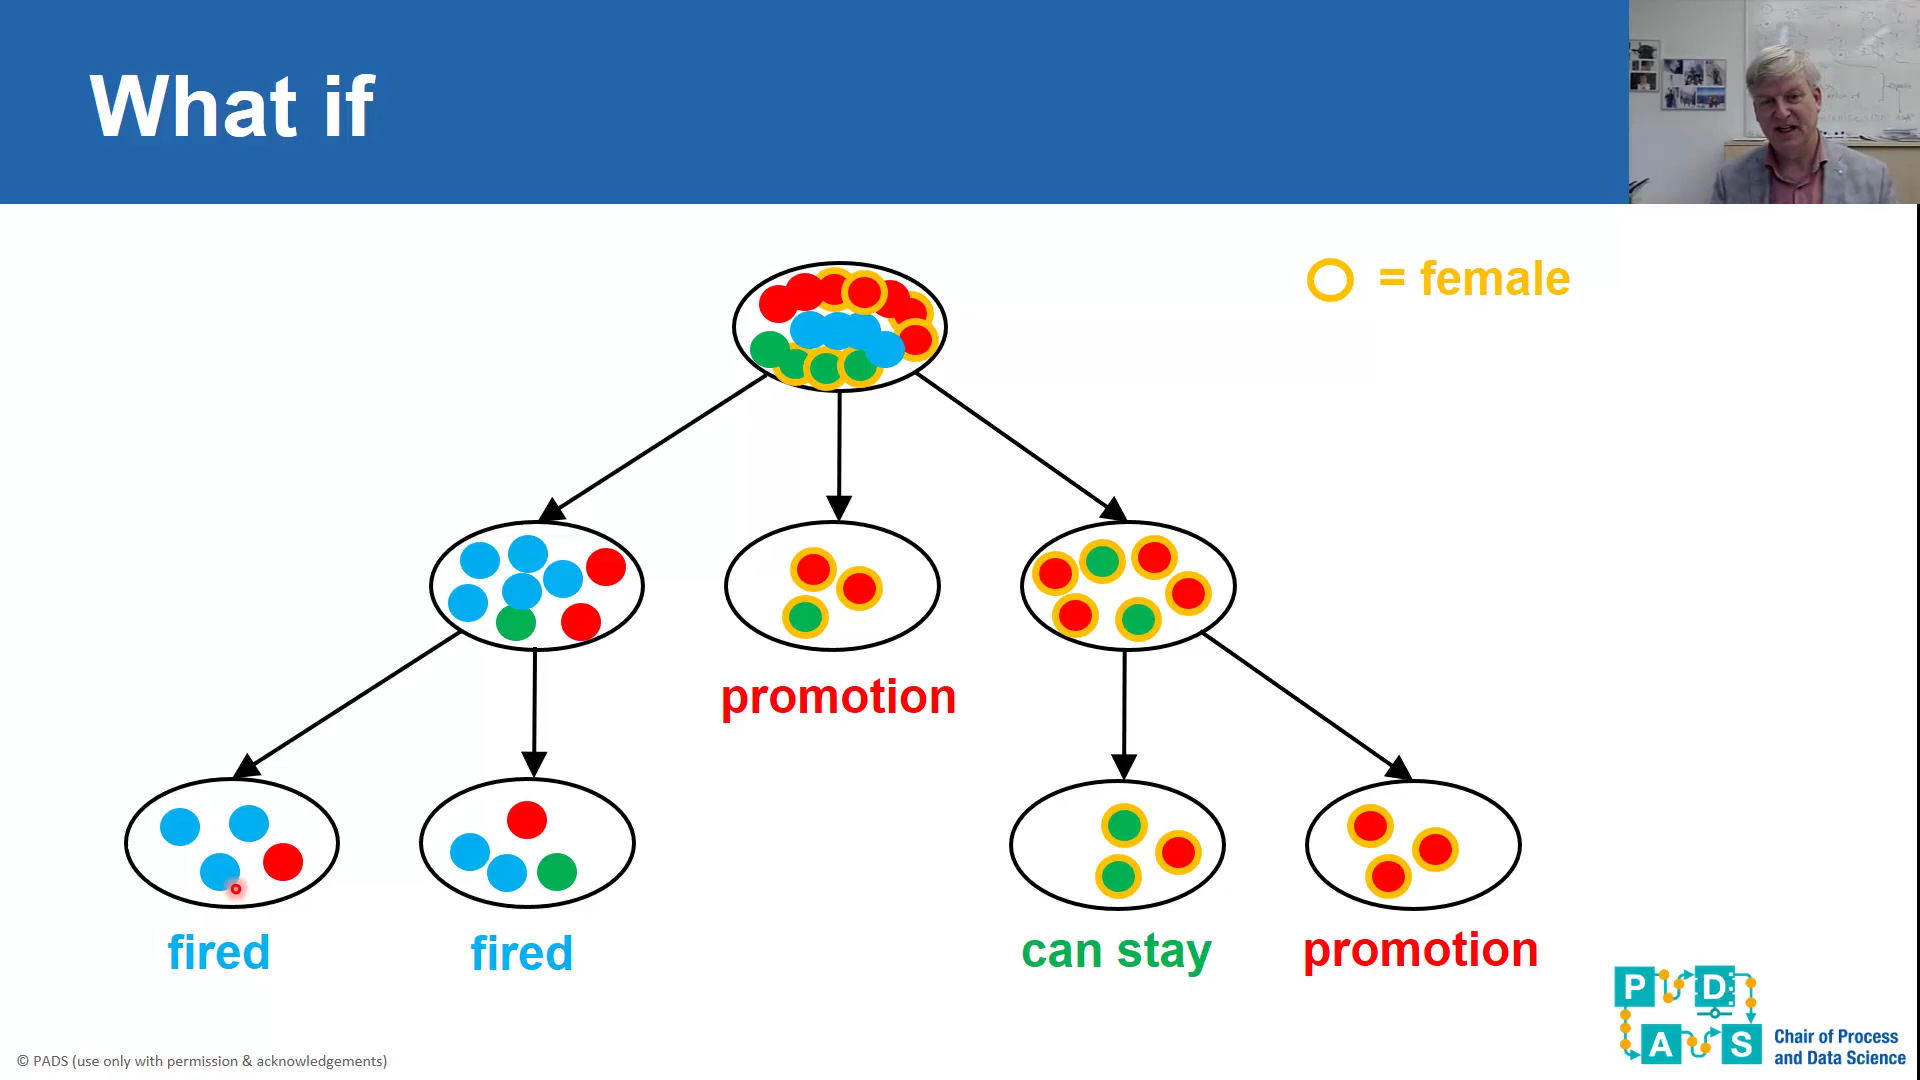 What if
= female
promotion
fired
fired
can stay
promotion
P D
A S
Chair of Process
and Data Science
© PADS (use only with permission & acknowledgements)